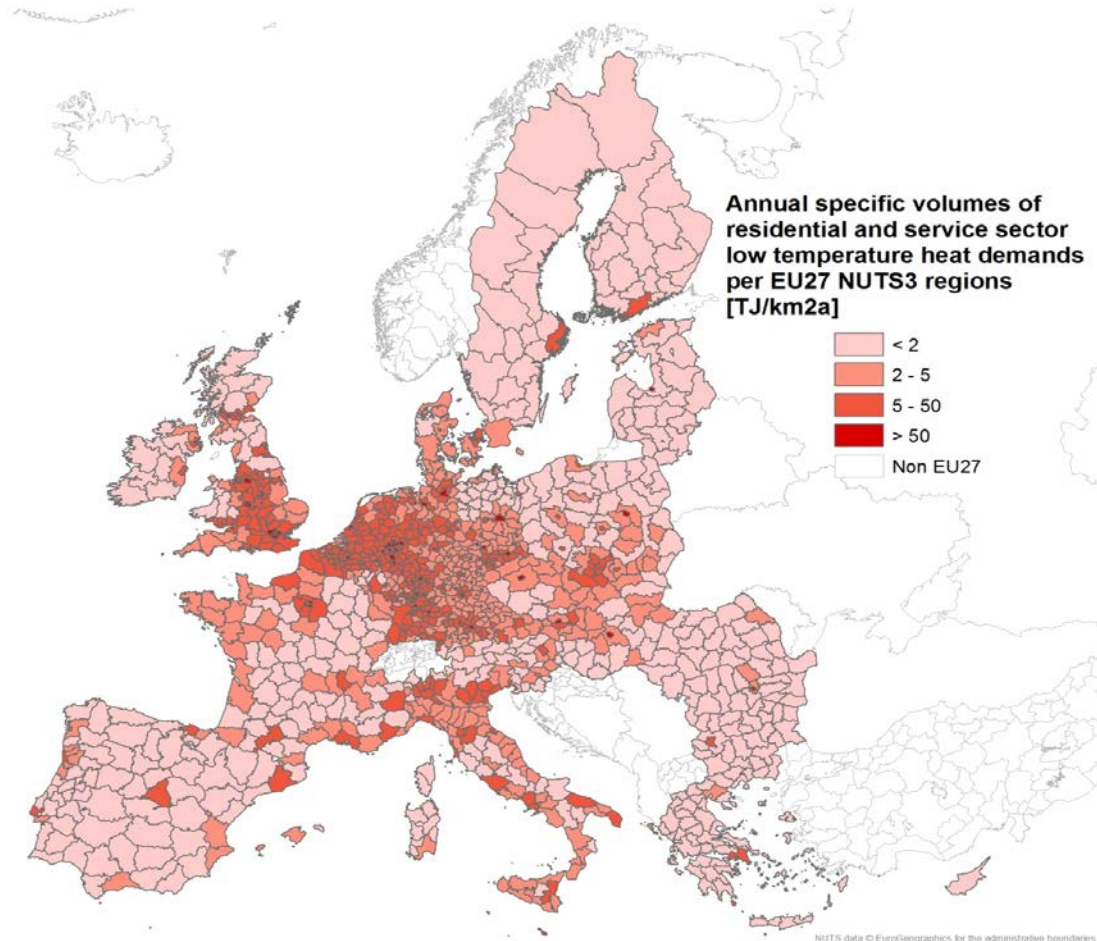 Annual specific volumes of
residential and service sector
low temperature heat demands
per EU27 NUTS3 regions
[TJ/km2a]
< 2
2 - 5
5 - 50
> 50
Non EU27
NUTS data © EuroGeographics for the administrative boundaries